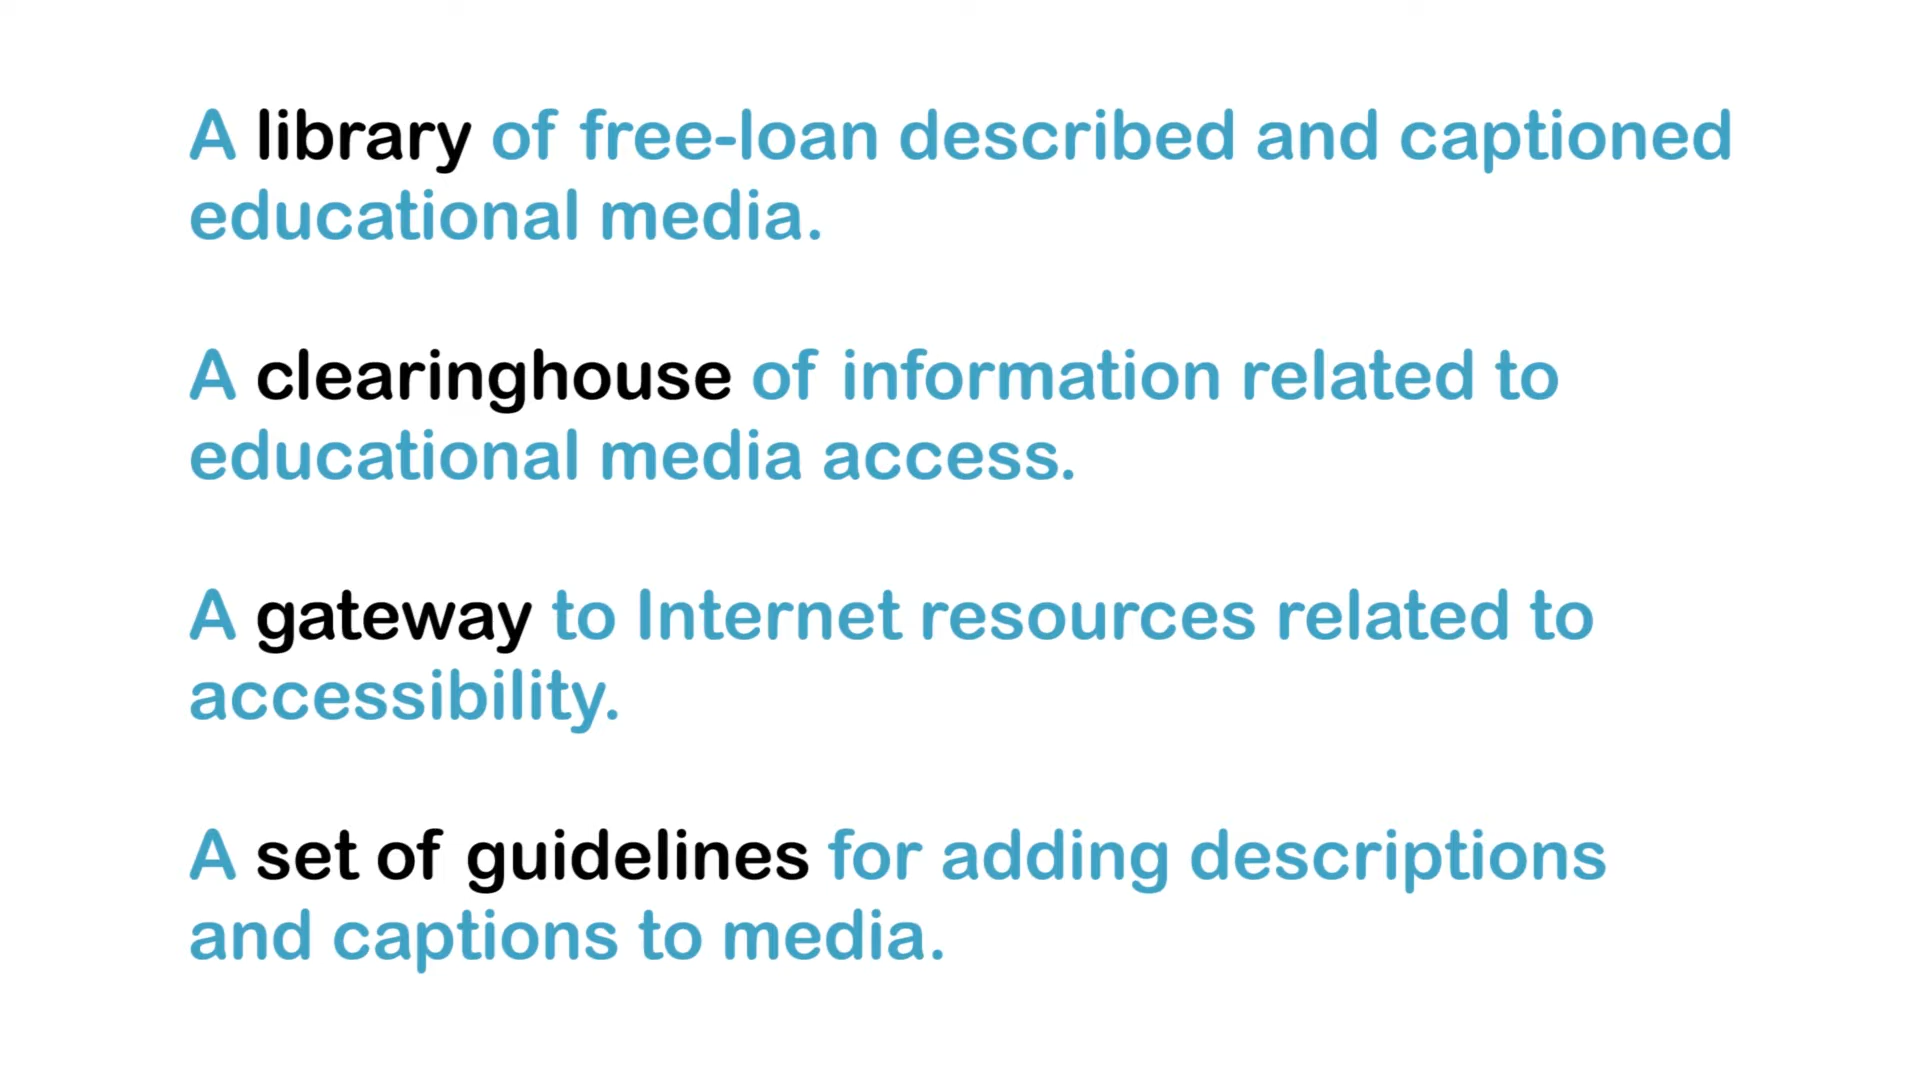 A library of free-loan described and captioned
educational media.
A clearinghouse of information related to
educational media access.
A gateway to Internet resources related to
accessibility.
A set of guidelines for adding descriptions
and captions to media.